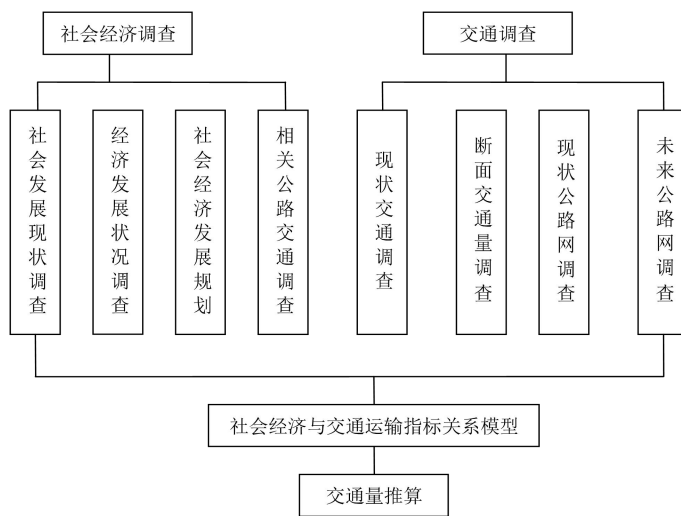 社会经济调查
交通调查
社会发展现状调查
经济发展状况调查
社会经济发展规划
相关公路交通调查
现状交通调查
断面交通量调查
现状公路网调查
未来公路网调查
社会经济与交通运输指标关系模型
交通量推算